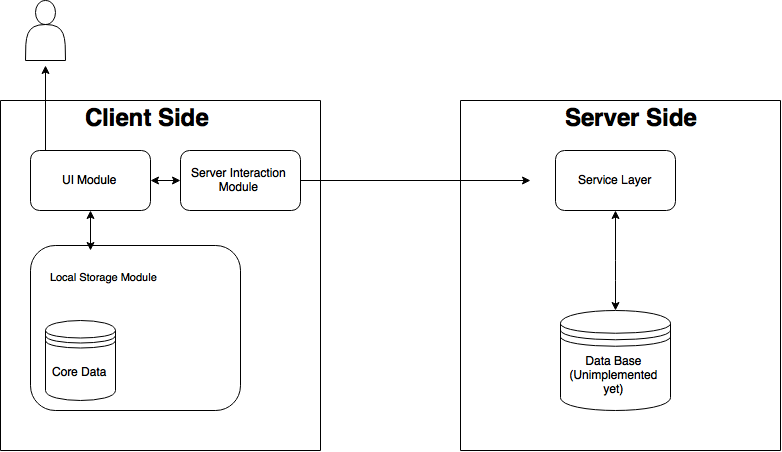 Client Side
Server Side
UI Module
Server Interaction
Module
Service Layer
Local Storage Module
Core Data
Data Base
(Unimplemented
yet)